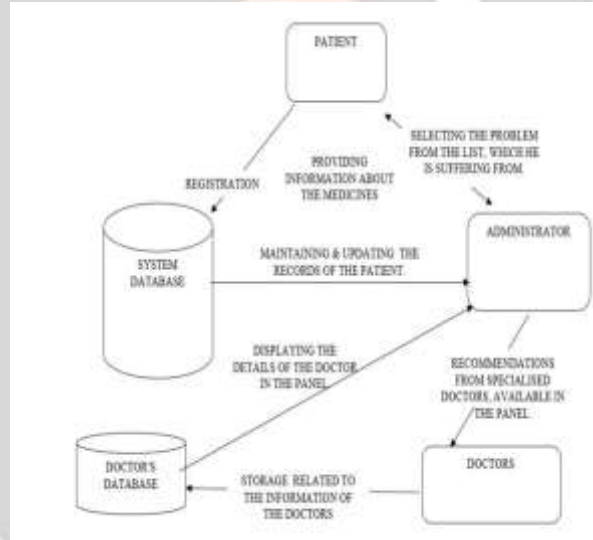 PATIENT
SELECTING THE PROBLEM
FROM THE LIST, WHICH HE
IS SUFFERING FROM
PROVIDING
INFORMATION ABOUT
THE MEDICINES
REGISTRATION
ADMINISTRATOR
SYSTEM
DATABASE
MAINTAINING & UPDATING THE
RECORDS OF THE PATIENT
DISPLAYING THE
DETAILS OF THE DOCTOR
IN THE PANEL
RECOMMENDATIONS
FROM SPECIALISED
DOCTORS, AVAILABLE IN
THE PANEL
DOCTOR'S
DATABASE
DOCTORS
STORAGE RELATED TO
THE INFORMATION OF
THE DOCTORS